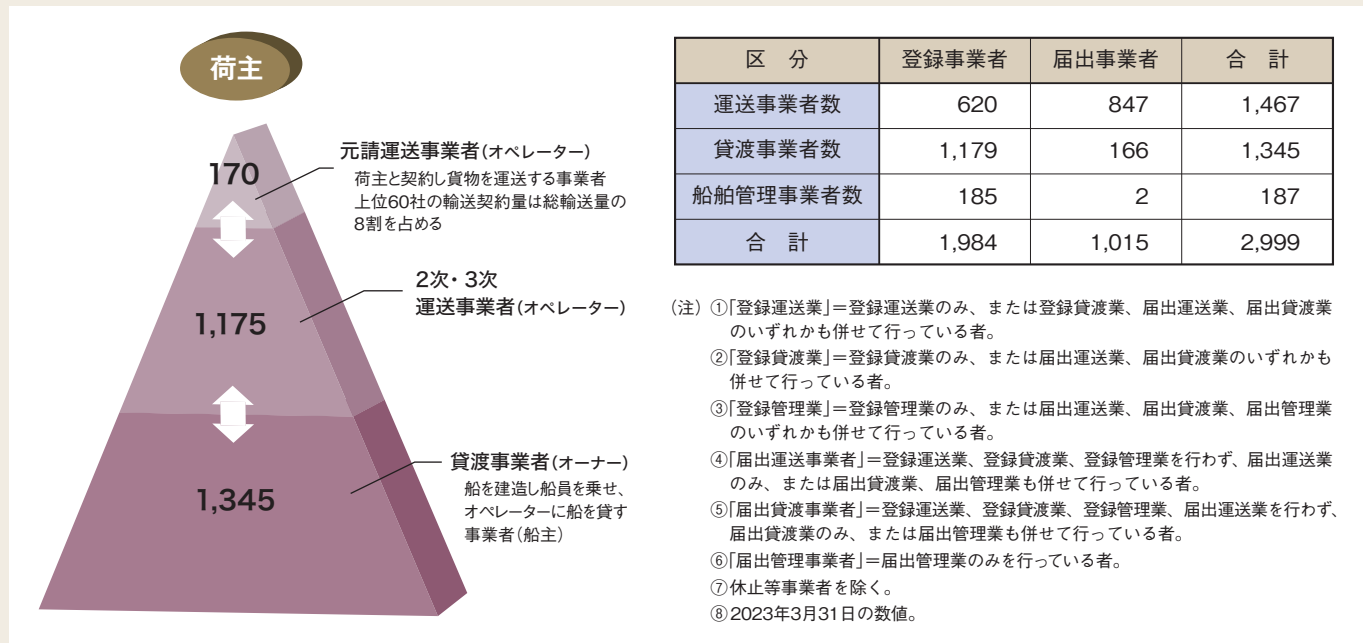 荷主
170
元請運送事業者(オペレーター)
荷主と契約し貨物を運送する事業者
上位60社の輸送契約量は総輸送量の
8割を占める
1,175
2次・3次
運送事業者(オペレーター)
1,345
貸渡事業者(オーナー)
船を建造し船員を乗せ、
オペレーターに船を貸す
事業者(船主)
区 分 登録事業者 届出事業者 合 計
運送事業者数 620 847 1,467
貸渡事業者数 1,179 166 1,345
船舶管理事業者数 185 2 187
合 計 1,984 1,015 2,999
(注) ①「登録運送業」=登録運送業のみ、または登録貸渡業、届出運送業、届出貸渡業
のいずれかも併せて行っている者。
②「登録貸渡業」=登録貸渡業のみ、または届出運送業、届出貸渡業のいずれかも
併せて行っている者。
③「登録管理業」=登録管理業のみ、または届出運送業、届出貸渡業、届出管理業
のいずれかも併せて行っている者。
④「届出運送事業者」=登録運送業、登録貸渡業、登録管理業を行わず、届出運送業
のみ、または届出貸渡業、届出管理業も併せて行っている者。
⑤「届出貸渡事業者」=登録運送業、登録貸渡業、登録管理業、届出運送業を行わず、
届出貸渡業のみ、または届出管理業も併せて行っている者。
⑥「届出管理事業者」=届出管理業のみを行っている者。
⑦休止等事業者を除く。
⑧2023年3月31日の数値。